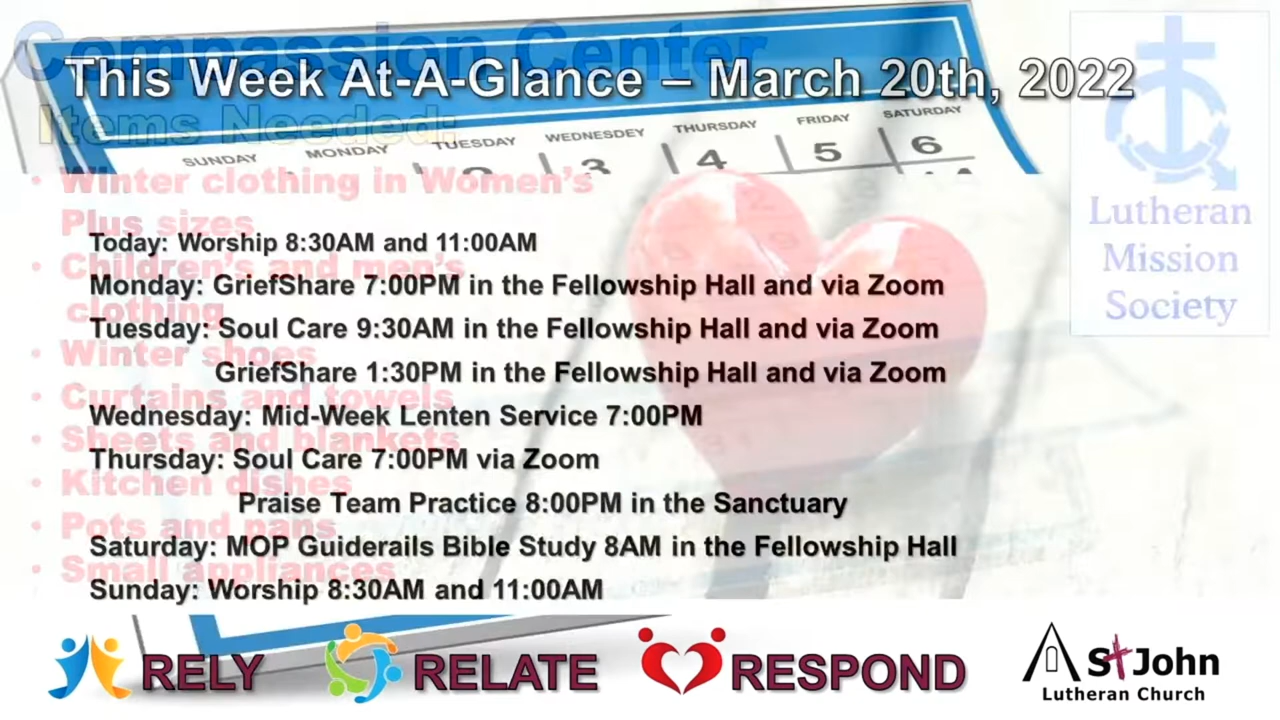 Compassion Center
This Week At-A-Glance – March 20th, 2022
Items Needed:
SUNDAY MONDAY TUESDAY WEDNESDEY THURSDAY FRIDAY SATURDAY
3 4 5 6
• Winter clothing in Women's
Plus sizes
Today: Worship 8:30AM and 11:00AM
• Children's and men's
clothing
Monday: GriefShare 7:00PM in the Fellowship Hall and via Zoom
Tuesday: Soul Care 9:30AM in the Fellowship Hall and via Zoom
• Winter shoes
GriefShare 1:30PM in the Fellowship Hall and via Zoom
• Curtains and towels
Wednesday: Mid-Week Lenten Service 7:00PM
• Sheets and blankets
Thursday: Soul Care 7:00PM via Zoom
• Kitchen dishes
Praise Team Practice 8:00PM in the Sanctuary
• Pots and pans
Saturday: MOP Guiderails Bible Study 8AM in the Fellowship Hall
• Small appliances
Sunday: Worship 8:30AM and 11:00AM
Lutheran
Mission
Society
RELY RELATE RESPOND
St John
Lutheran Church